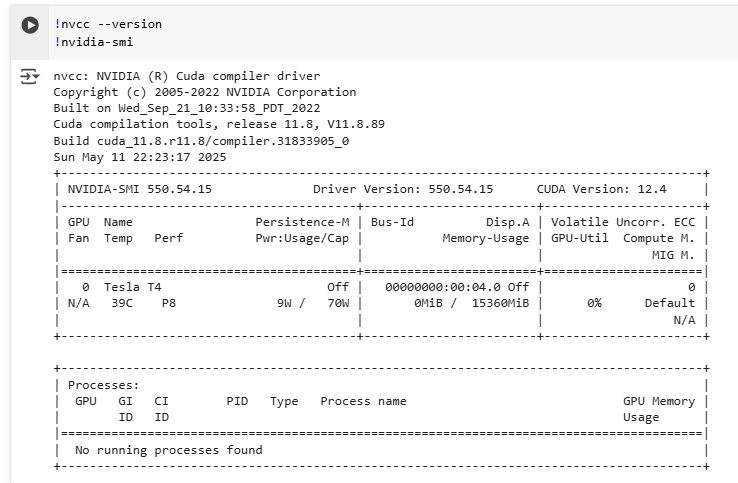 !nvcc --version
!nvidia-smi
nvcc: NVIDIA (R) Cuda compiler driver
Copyright (c) 2005-2022 NVIDIA Corporation
Built on Wed_Sep_21_10:33:58_PDT_2022
Cuda compilation tools, release 11.8, V11.8.89
Build cuda_11.8.r11.8/compiler.31833905_0
Sun May 11 22:23:17 2025
+-----------------------------------------------------------------------------------------+
| NVIDIA-SMI 550.54.15              Driver Version: 550.54.15      CUDA Version: 12.4     |
|-----------------------------------------+------------------------+----------------------+
| GPU  Name                 Persistence-M | Bus-Id          Disp.A | Volatile Uncorr. ECC |
| Fan  Temp   Perf          Pwr:Usage/Cap |           Memory-Usage | GPU-Util  Compute M. |
|                                         |                        |               MIG M. |
|=========================================+========================+======================|
|   0  Tesla T4                       Off |   00000000:00:04.0 Off |                    0 |
| N/A   39C    P8              9W /   70W |       0MiB /  15360MiB |      0%      Default |
|                                         |                        |                  N/A |
+-----------------------------------------+------------------------+----------------------+
+-----------------------------------------------------------------------------------------+
| Processes:                                                                              |
|  GPU   GI   CI        PID   Type   Process name                              GPU Memory |
|        ID   ID                                                               Usage      |
|=========================================================================================|
|  No running processes found                                                             |
+-----------------------------------------------------------------------------------------+